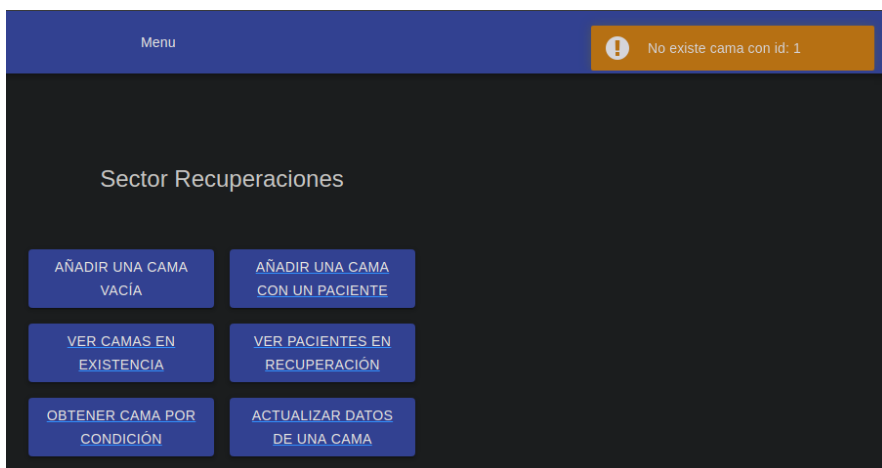 Menu
No existe cama con id: 1
Sector Recuperaciones
AÑADIR UNA CAMA
VACÍA
AÑADIR UNA CAMA
CON UN PACIENTE
VER CAMAS EN
EXISTENCIA
VER PACIENTES EN
RECUPERACIÓN
OBTENER CAMA POR
CONDICIÓN
ACTUALIZAR DATOS
DE UNA CAMA